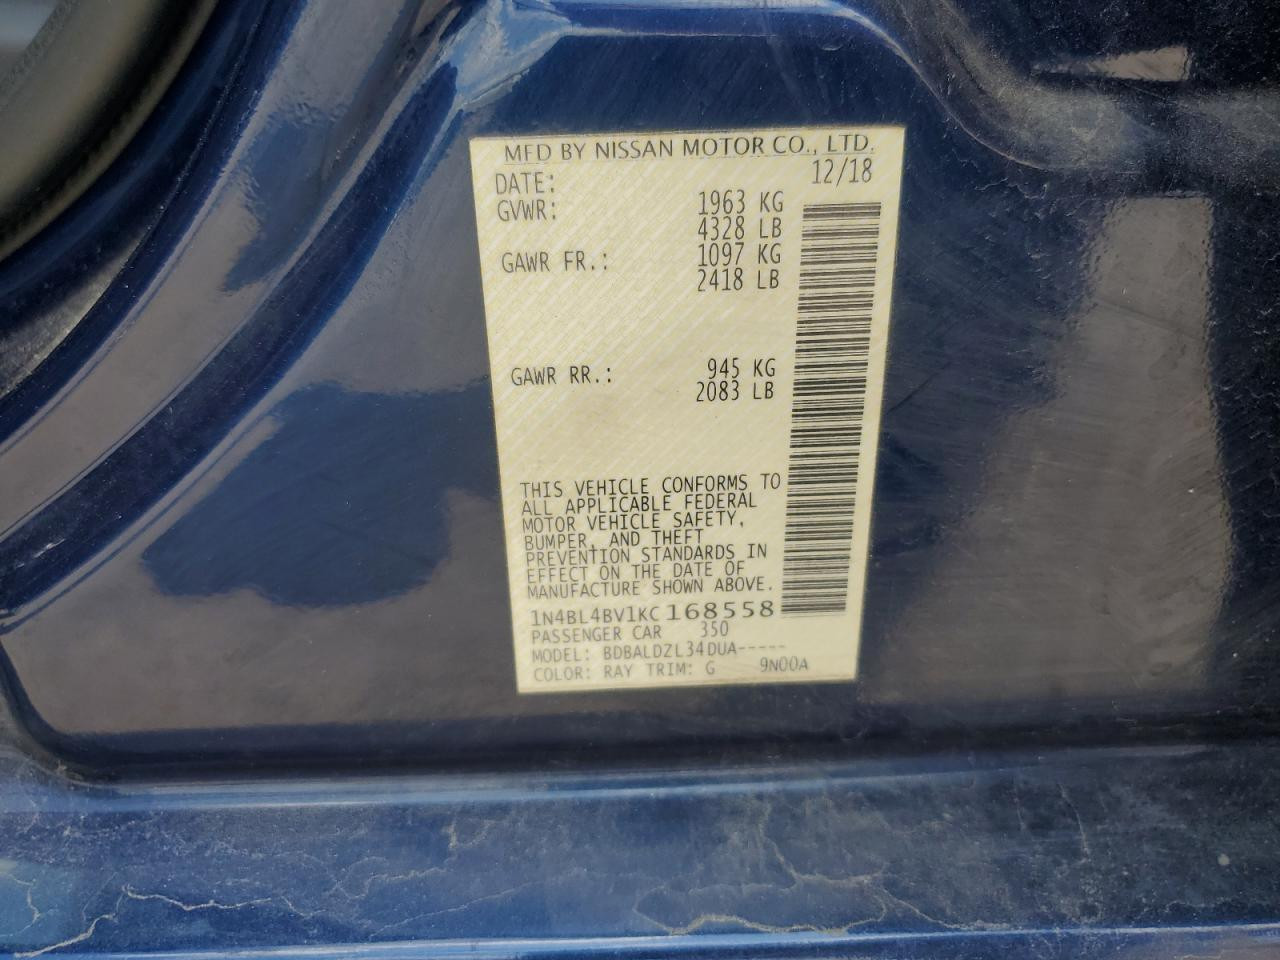 MFD BY NISSAN MOTOR CO., LTD.
DATE: 12/18
GVWR: 1963 KG
4328 LB
GAWR FR.: 1097 KG
2418 LB
GAWR RR.: 945 KG
2083 LB
THIS VEHICLE CONFORMS TO
ALL APPLICABLE FEDERAL
MOTOR VEHICLE SAFETY,
BUMPER, AND THEFT
PREVENTION STANDARDS IN
EFFECT ON THE DATE OF
MANUFACTURE SHOWN ABOVE.
1N4BL4BV1KC168558
PASSENGER CAR 350
MODEL: BDBALDZL34DUA-----
COLOR: RAY TRIM: G 9N00A